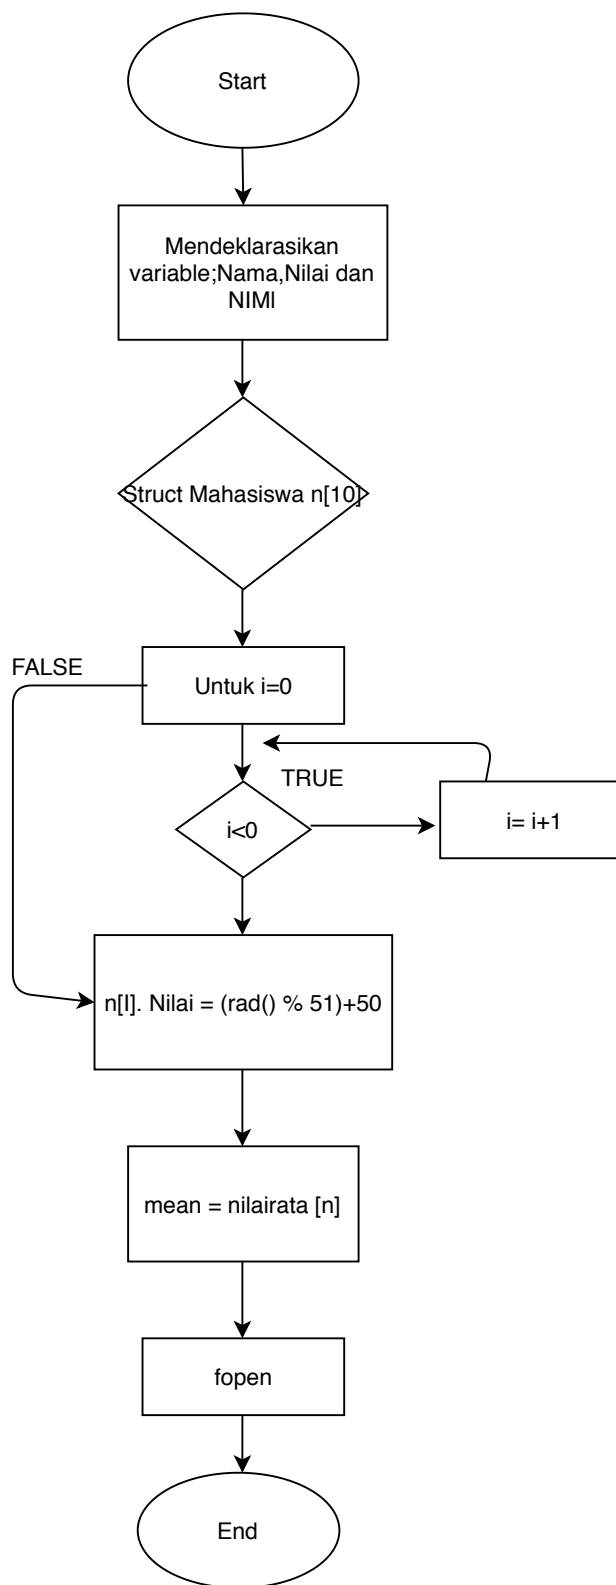 Start
Mendeklarasikan
variable;Nama,Nilai dan
NIMI
Struct Mahasiswa n[10]
FALSE
Untuk i=0
TRUE
i<0
i= i+1
n[I]. Nilai = (rad() % 51)+50
mean = nilairata [n]
fopen
End